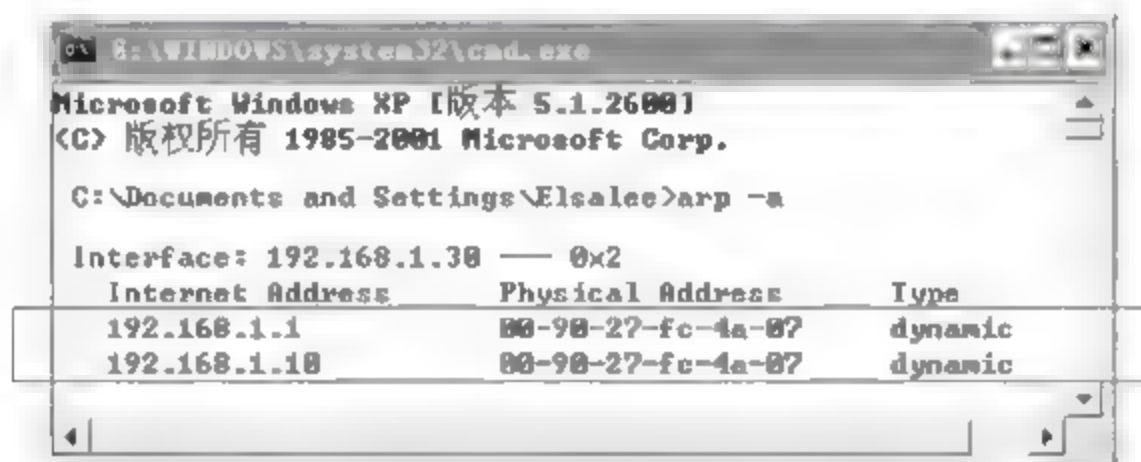 C:\WINDOWS\system32\cmd.exe
Microsoft Windows XP [版本 5.1.2600]
(C) 版权所有 1985-2001 Microsoft Corp.
C:\Documents and Settings\Elsalee>arp -a
Interface: 192.168.1.30 --- 0x2
Internet Address Physical Address Type
192.168.1.1 00-90-27-fc-4a-07 dynamic
192.168.1.10 00-90-27-fc-4a-07 dynamic